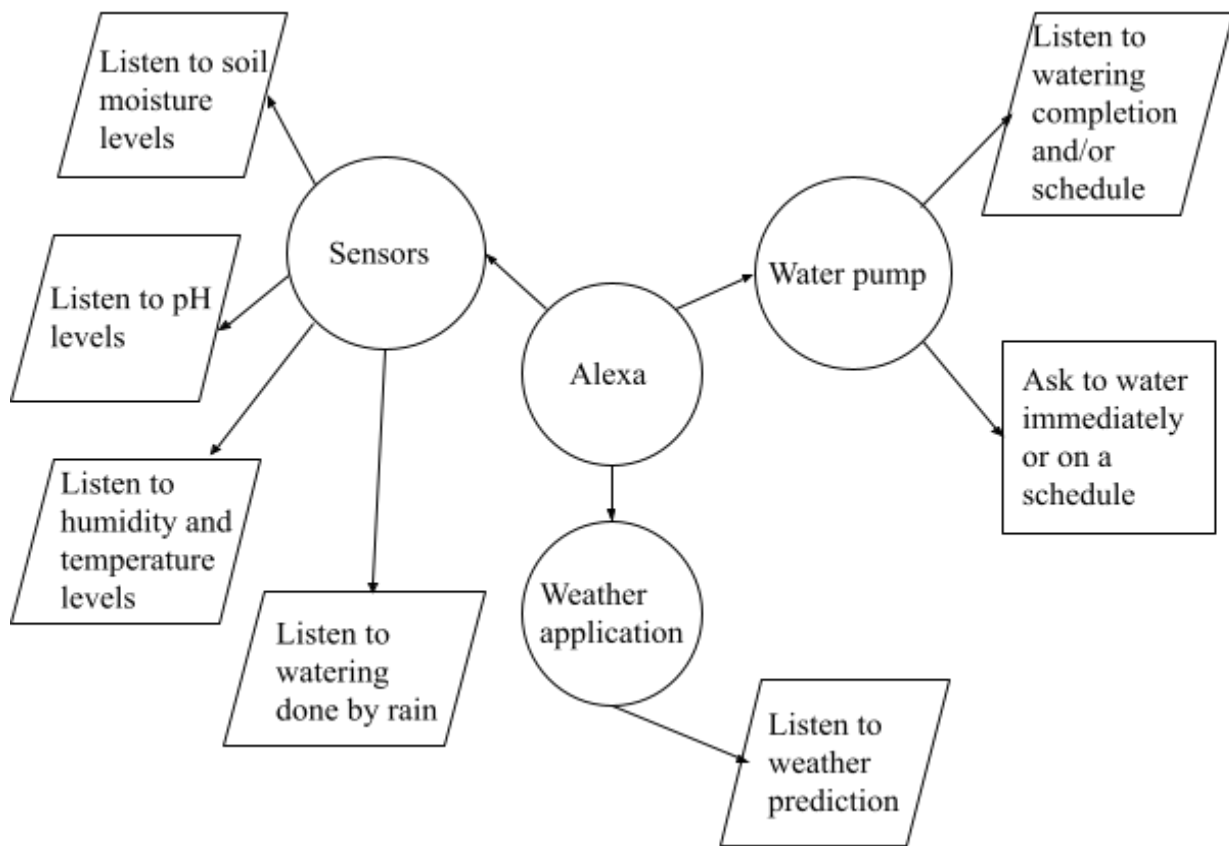 Listen to soil
moisture
levels
Listen to
watering
completion
and/or
schedule
Sensors
Water pump
Listen to pH
levels
Alexa
Ask to water
immediately
or on a
schedule
Listen to
humidity and
temperature
levels
Weather
application
Listen to
watering
done by rain
Listen to
weather
prediction